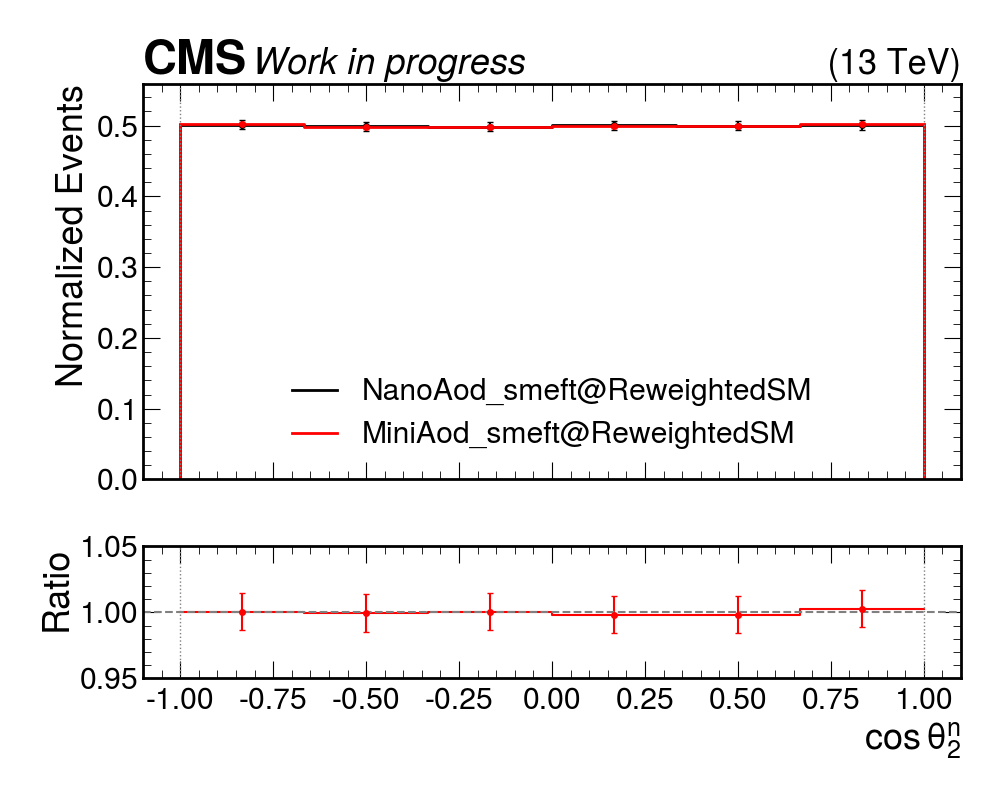 CMS Work in progress (13 TeV)
Normalized Events
0.5
0.4
0.3
0.2
0.1
0.0
NanoAod_smeft@ReweightedSM
MiniAod_smeft@ReweightedSM
Ratio
1.05
1.00
0.95
-1.00 -0.75 -0.50 -0.25 0.00 0.25 0.50 0.75 1.00
cos θ₂ⁿ